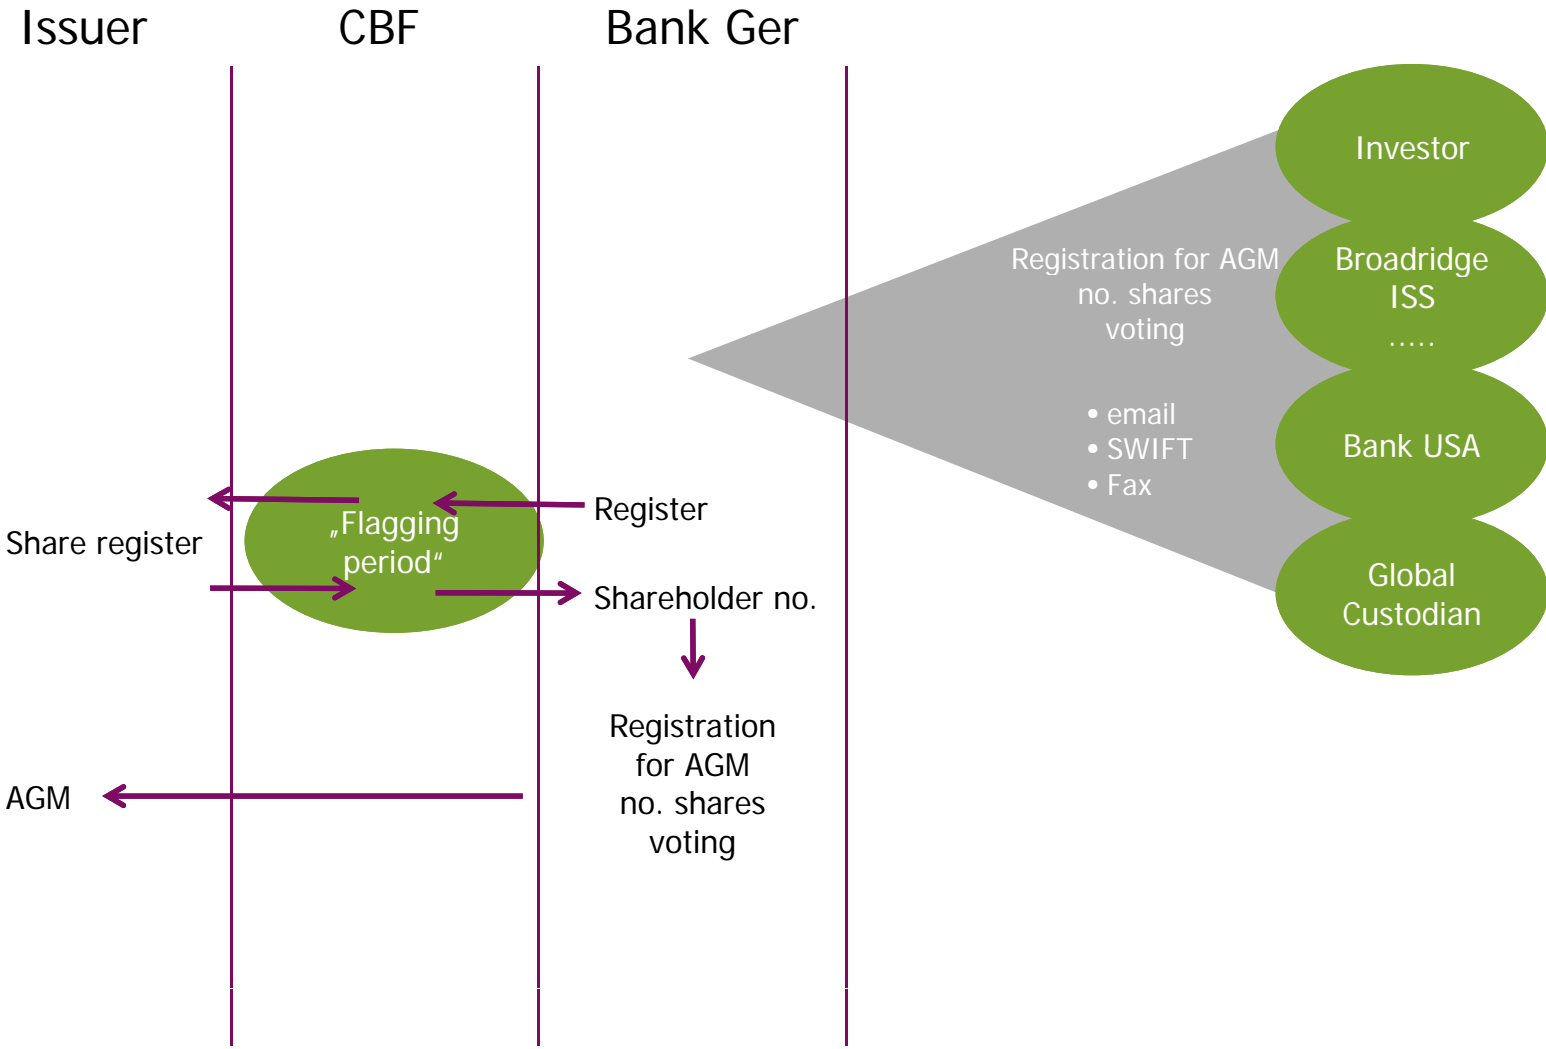 Issuer
CBF
Bank Ger
Investor
Registration for AGM
no. shares
voting
Broadridge
ISS
.....
• email
• SWIFT
• Fax
Bank USA
Global
Custodian
Share register
„Flagging
period“
Register
Shareholder no.
Registration
for AGM
no. shares
voting
AGM